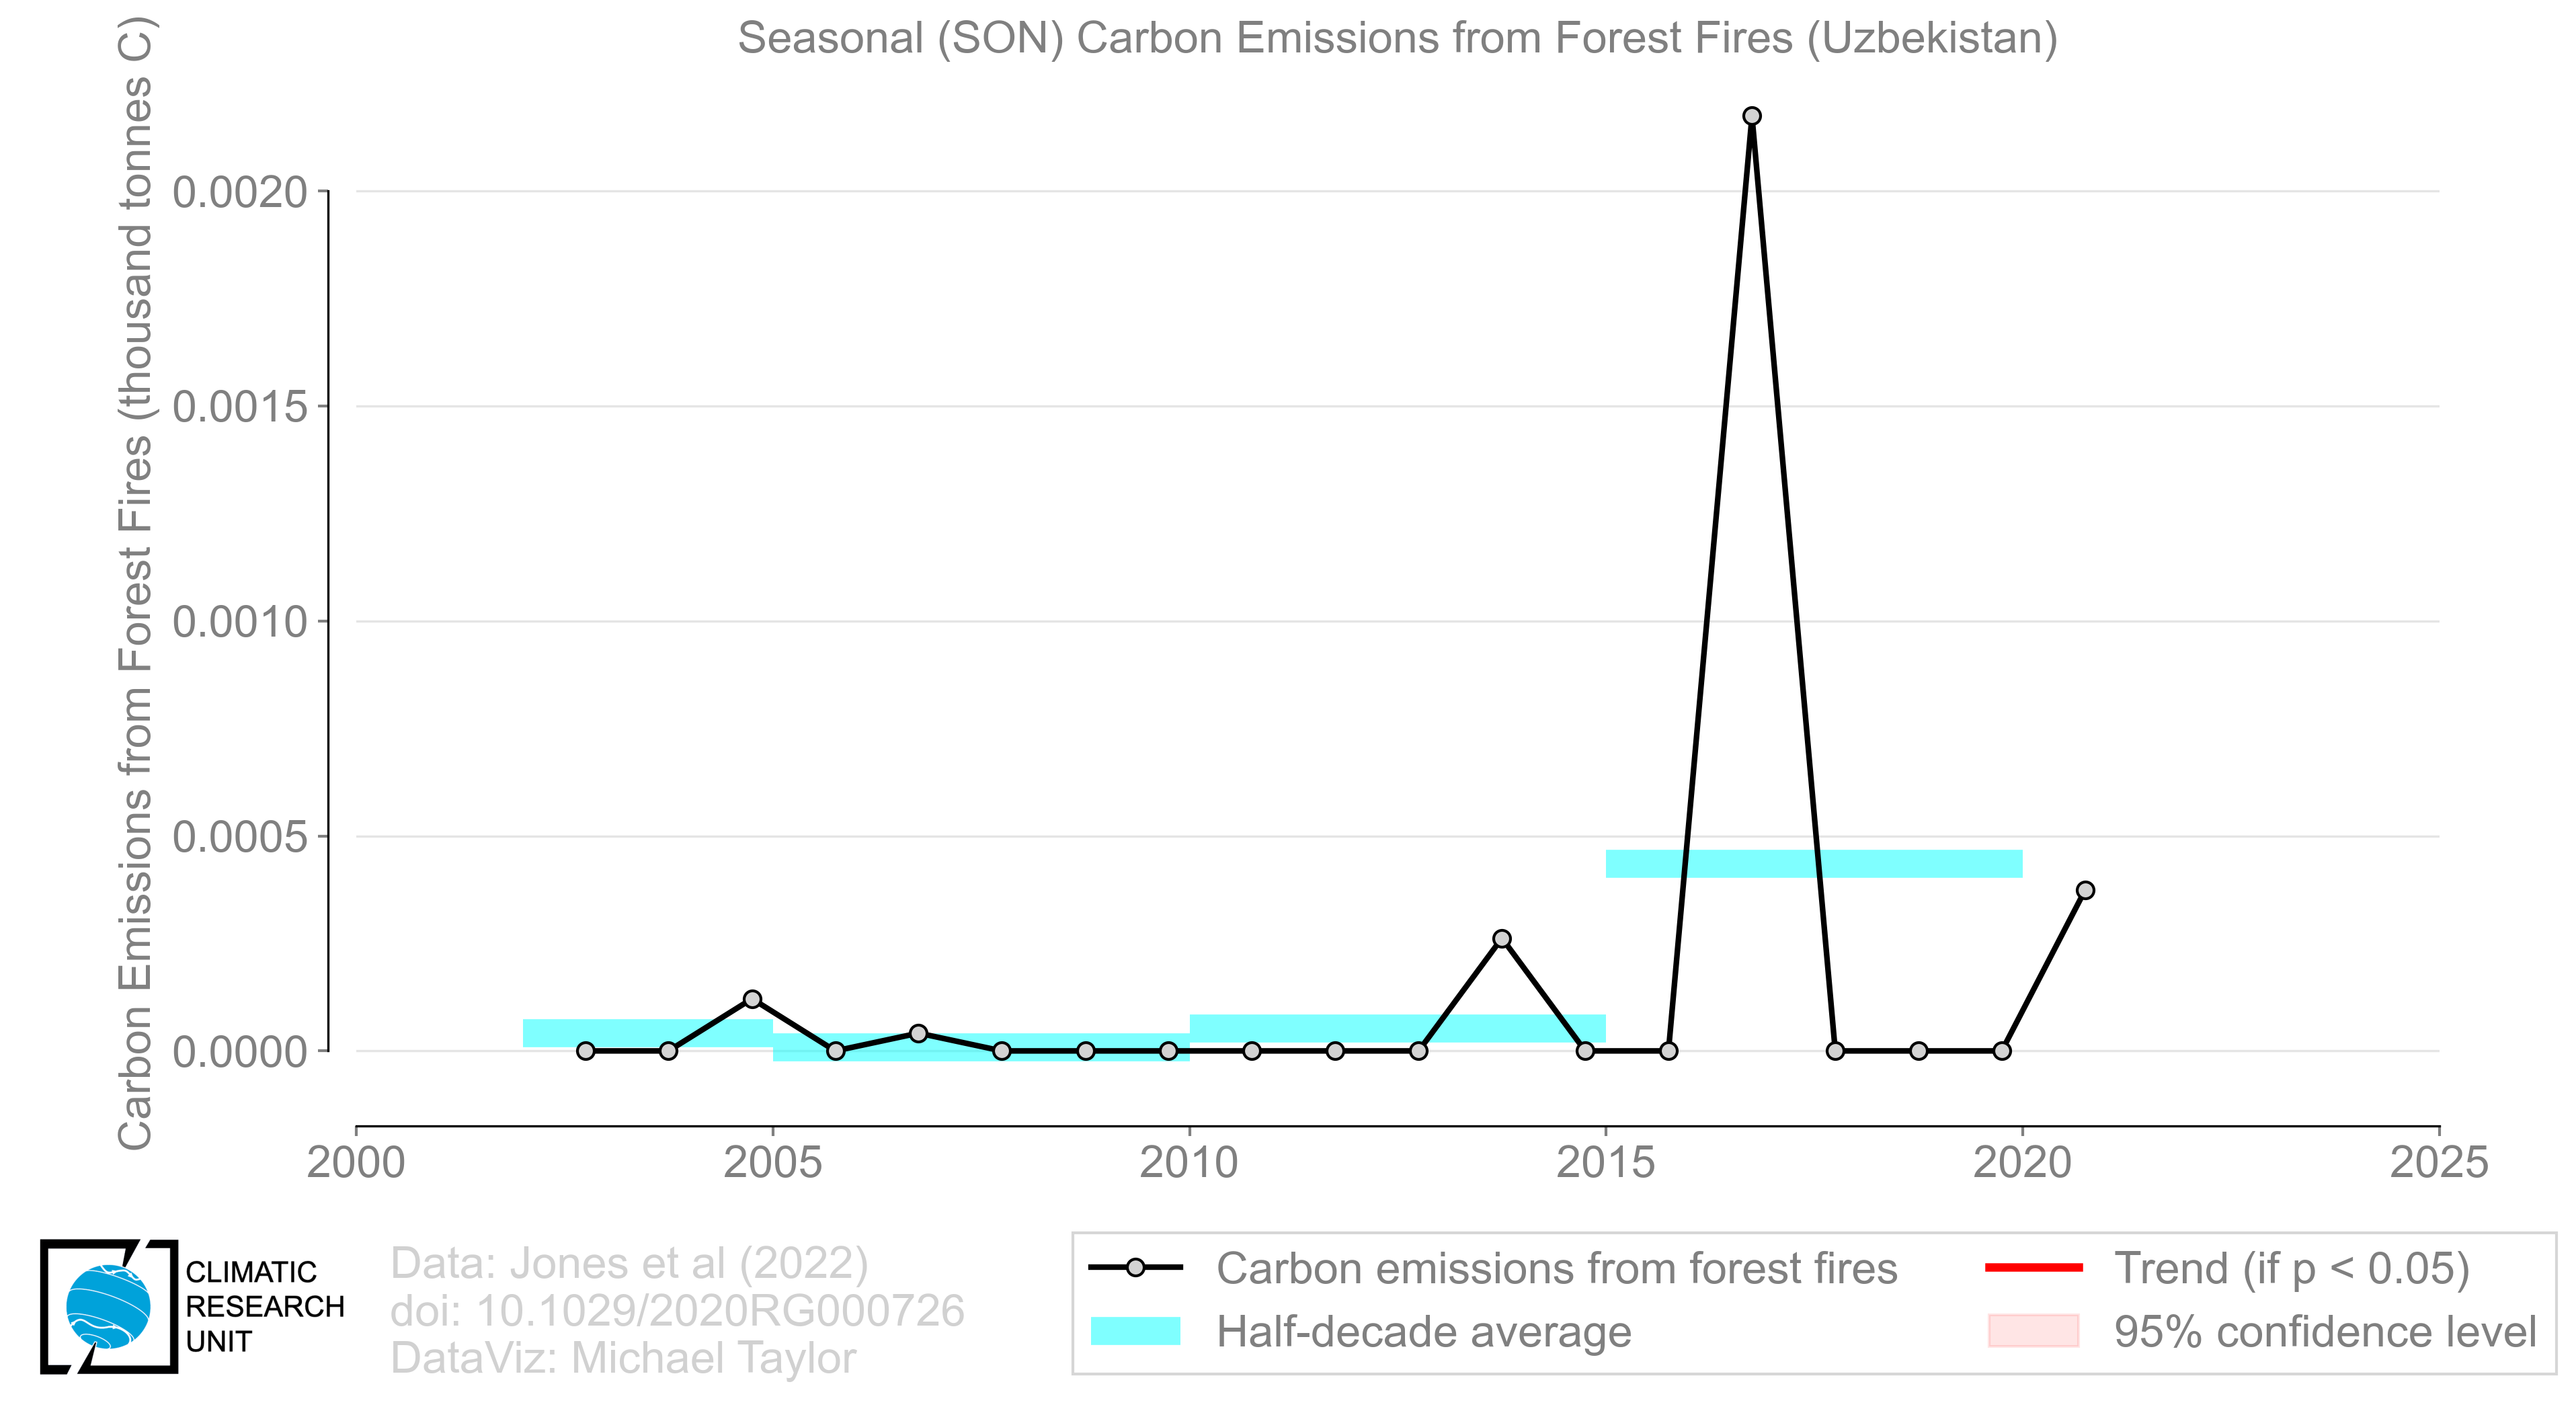 Seasonal (SON) Carbon Emissions from Forest Fires (Uzbekistan)
Carbon Emissions from Forest Fires (thousand tonnes C)
0.0020
0.0015
0.0010
0.0005
0.0000
2000 2005 2010 2015 2020 2025
CLIMATIC
RESEARCH
UNIT
Data: Jones et al (2022)
doi: 10.1029/2020RG000726
DataViz: Michael Taylor
Carbon emissions from forest fires
Half-decade average
Trend (if p < 0.05)
95% confidence level